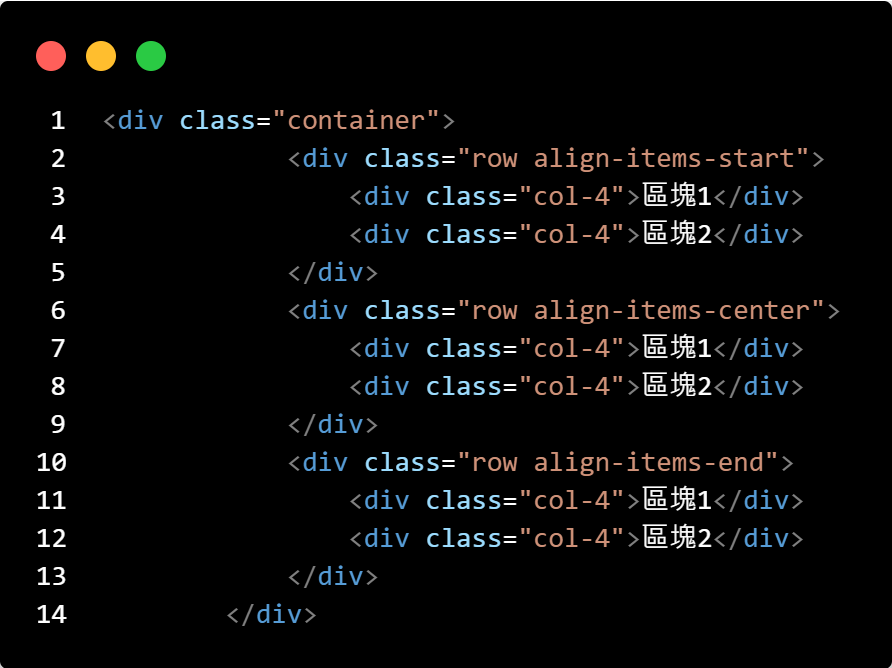 1 <div class="container">
2 <div class="row align-items-start">
3 <div class="col-4">區塊1</div>
4 <div class="col-4">區塊2</div>
5 </div>
6 <div class="row align-items-center">
7 <div class="col-4">區塊1</div>
8 <div class="col-4">區塊2</div>
9 </div>
10 <div class="row align-items-end">
11 <div class="col-4">區塊1</div>
12 <div class="col-4">區塊2</div>
13 </div>
14 </div>